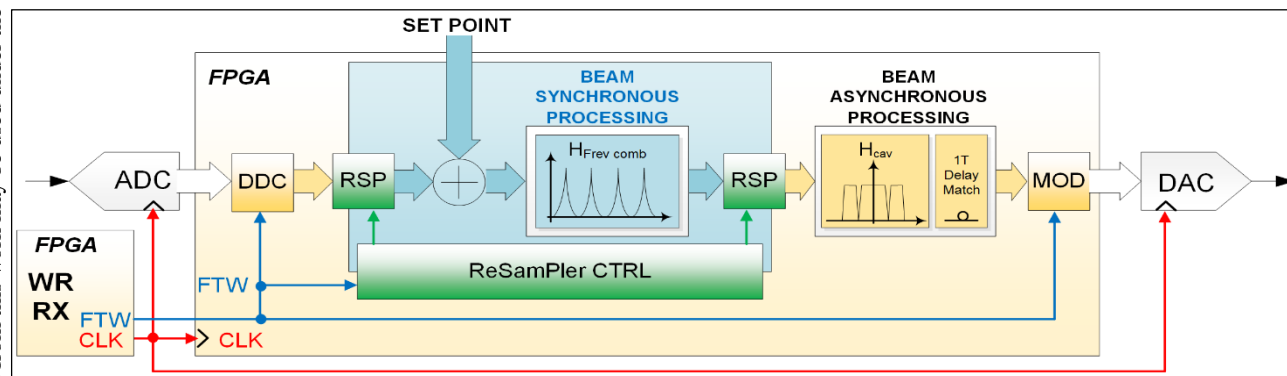 SET POINT
FPGA
BEAM
SYNCHRONOUS
PROCESSING
BEAM
ASYNCHRONOUS
PROCESSING
HFrev comb
Hcav
1T
Delay
Match
ADC
DDC
RSP
RSP
MOD
DAC
FPGA
WR
RX
FTW
CLK
ReSamPler CTRL
FTW
CLK